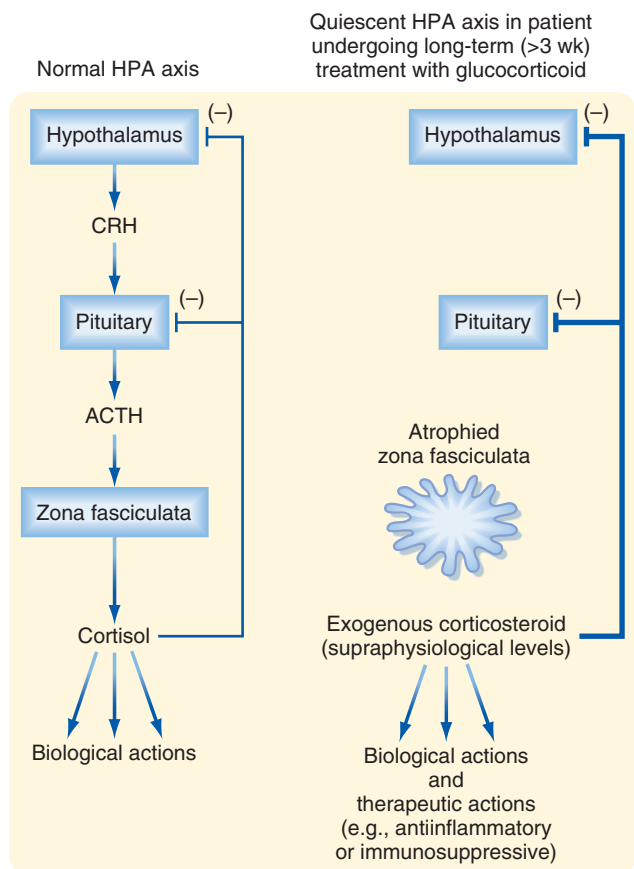 Normal HPA axis
(–)
Hypothalamus
CRH
(–)
Pituitary
ACTH
Zona fasciculata
Cortisol
Biological actions
Quiescent HPA axis in patient
undergoing long-term (>3 wk)
treatment with glucocorticoid
(–)
Hypothalamus
(–)
Pituitary
Atrophied
zona fasciculata
Exogenous corticosteroid
(supraphysiological levels)
Biological actions
and
therapeutic actions
(e.g., antiinflammatory
or immunosuppressive)